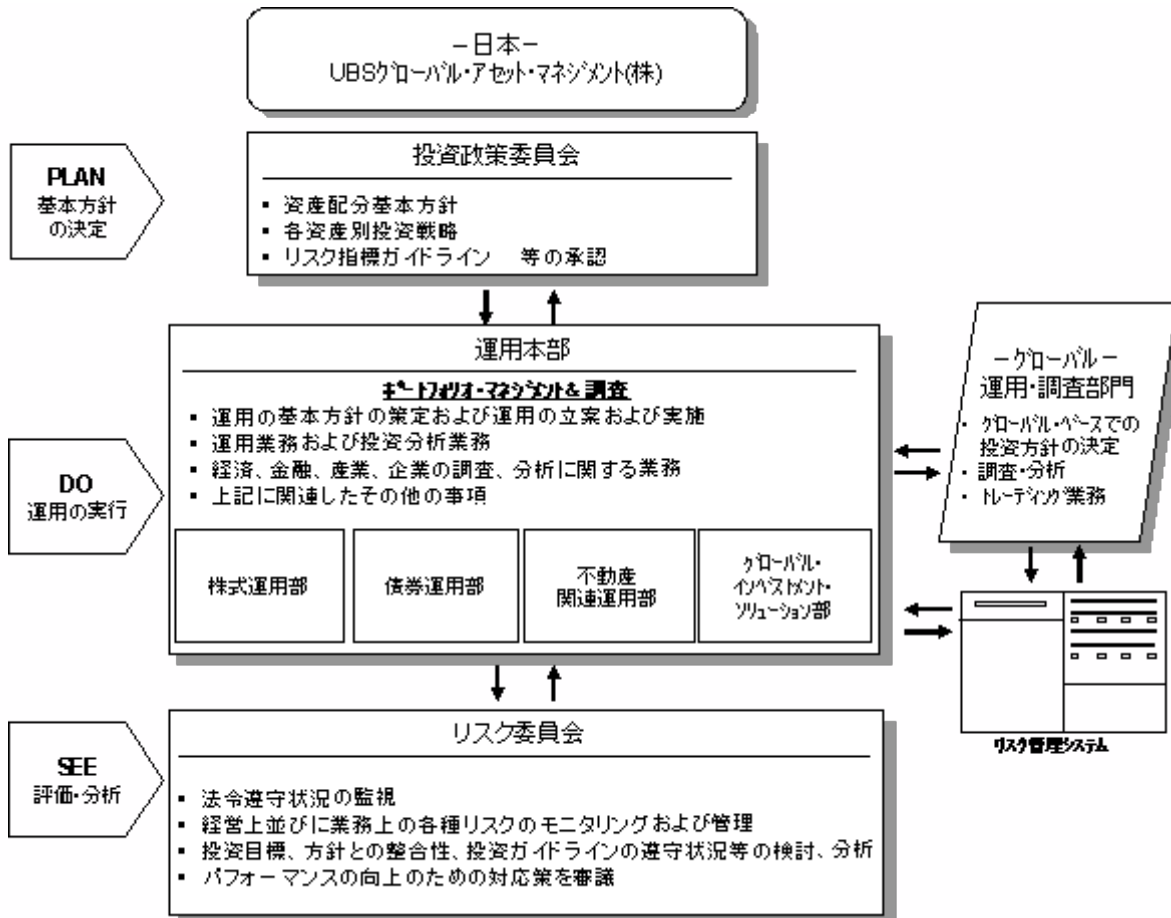 －日本－
UBSグローバル・アセット・マネジメント(株)
PLAN
基本方針
の決定
投資政策委員会
▪ 資産配分基本方針
▪ 各資産別投資戦略
▪ リスク指標ガイドライン 等の承認
運用本部
ポートフォリオ・マネジメント& 調査
▪ 運用の基本方針の策定および運用の立案および実施
▪ 運用業務および投資分析業務
▪ 経済、金融、産業、企業の調査、分析に関する業務
▪ 上記に関連したその他の事項
DO
運用の実行
株式運用部
債券運用部
不動産
関連運用部
グローバル・
インベストメント・
ソリューション部
－グローバル－
運用・調査部門
・ グローバル・ベースでの
投資方針の決定
・ 調査・分析
・ トレーディング業務
リスク管理システム
SEE
評価・分析
リスク委員会
▪ 法令遵守状況の監視
▪ 経営上並びに業務上の各種リスクのモニタリングおよび管理
▪ 投資目標、方針との整合性、投資ガイドラインの遵守状況等の検討、分析
▪ パフォーマンスの向上のための対応策を審議